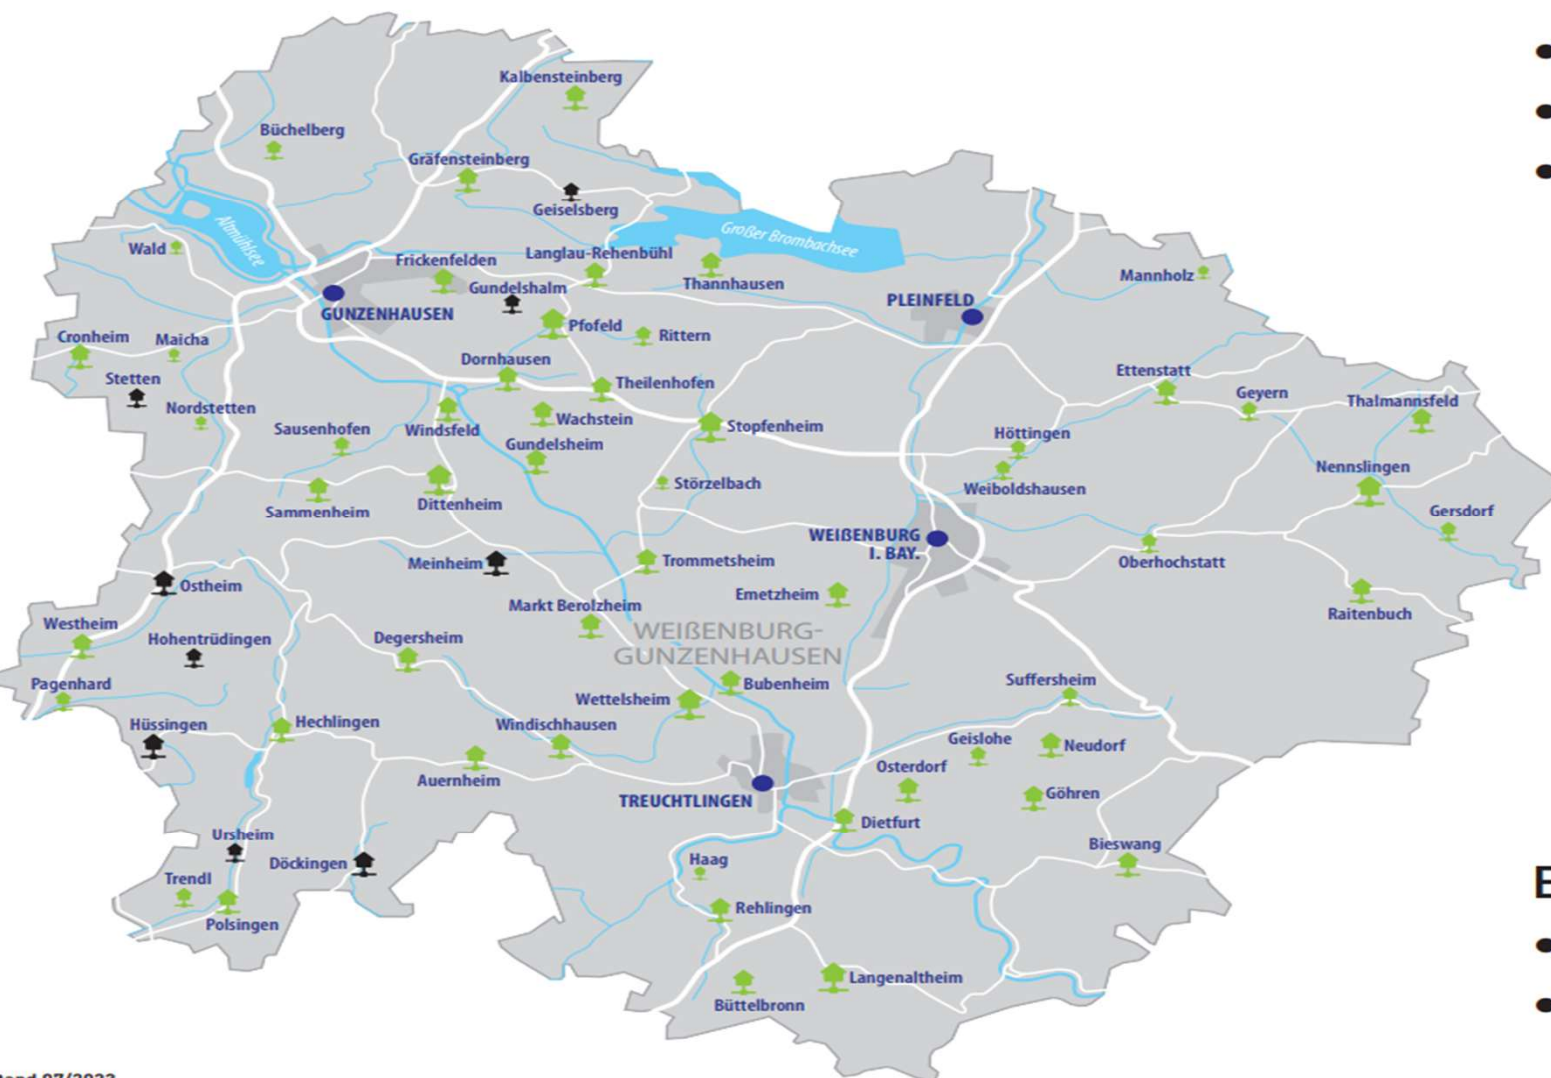 Kalbensteinberg
Büchelberg
Gräfensteinberg
Geiselsberg
Altmühlsee
Großer Brombachsee
Wald
Frickenfelden
Langlau-Rehenbühl
Thannhausen
Mannholz
Gundelshalm
PLEINFELD
GUNZENHAUSEN
Pfofeld
Rittern
Cronheim
Maicha
Dornhausen
Stetten
Theilenhofen
Ettenstatt
Geyern
Nordstetten
Thalmannsfeld
Wachstein
Sausenhofen
Windsfeld
Stopfenheim
Höttingen
Gundelsheim
Nennslingen
Störzelbach
Weiboldshausen
Dittenheim
Sammenheim
Gersdorf
WEIßENBURG
I. BAY.
Meinheim
Trommetsheim
Oberhochstatt
Ostheim
Emetzheim
Markt Berolzheim
Raitenbuch
Westheim
WEIßENBURG-
GUNZENHAUSEN
Hohentrüdingen
Degersheim
Pagenhard
Bubenheim
Suffersheim
Wettelsheim
Hüssingen
Hechlingen
Windischhausen
Geislohe
Neudorf
Osterdorf
Auernheim
Göhren
TREUCHTLINGEN
Dietfurt
Ursheim
Bieswang
Döckingen
Haag
Trendl
Rehlingen
Polsingen
Langenaltheim
Büttelbronn